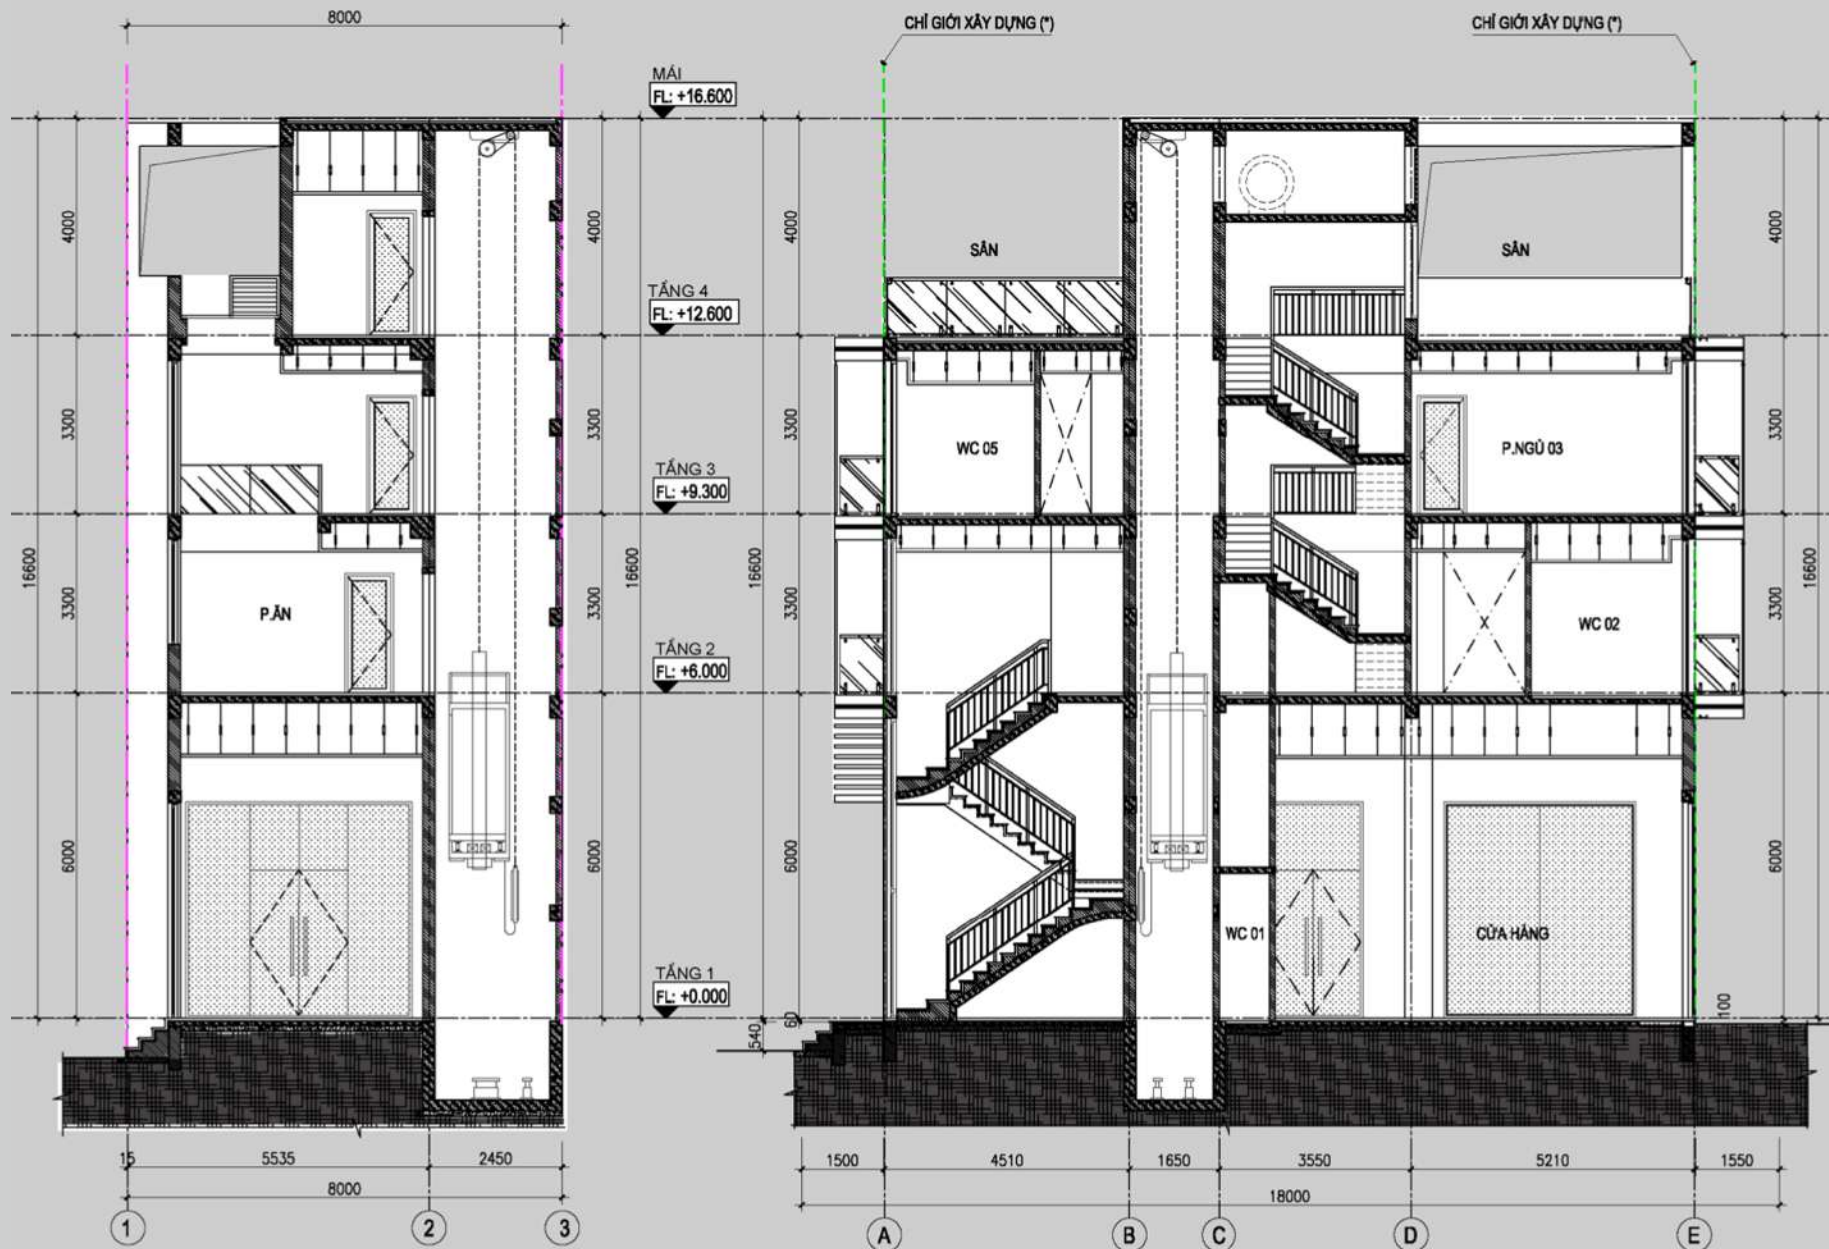 8000
CHỈ GIỚI XÂY DỰNG (*)
CHỈ GIỚI XÂY DỰNG (*)
MÁI
FL: +16.600
4000
4000
4000
4000
SÂN
SÂN
TẦNG 4
FL: +12.600
3300
3300
3300
3300
WC 05
P.NGỦ 03
TẦNG 3
FL: +9.300
16600
16600
16600
16600
3300
3300
3300
3300
P.ĂN
WC 02
TẦNG 2
FL: +6.000
6000
6000
6000
6000
WC 01
CỬA HÀNG
TẦNG 1
FL: +0.000
540
60
100
15
5535
2450
8000
1500
4510
1650
3550
5210
1550
18000
1
2
3
A
B
C
D
E